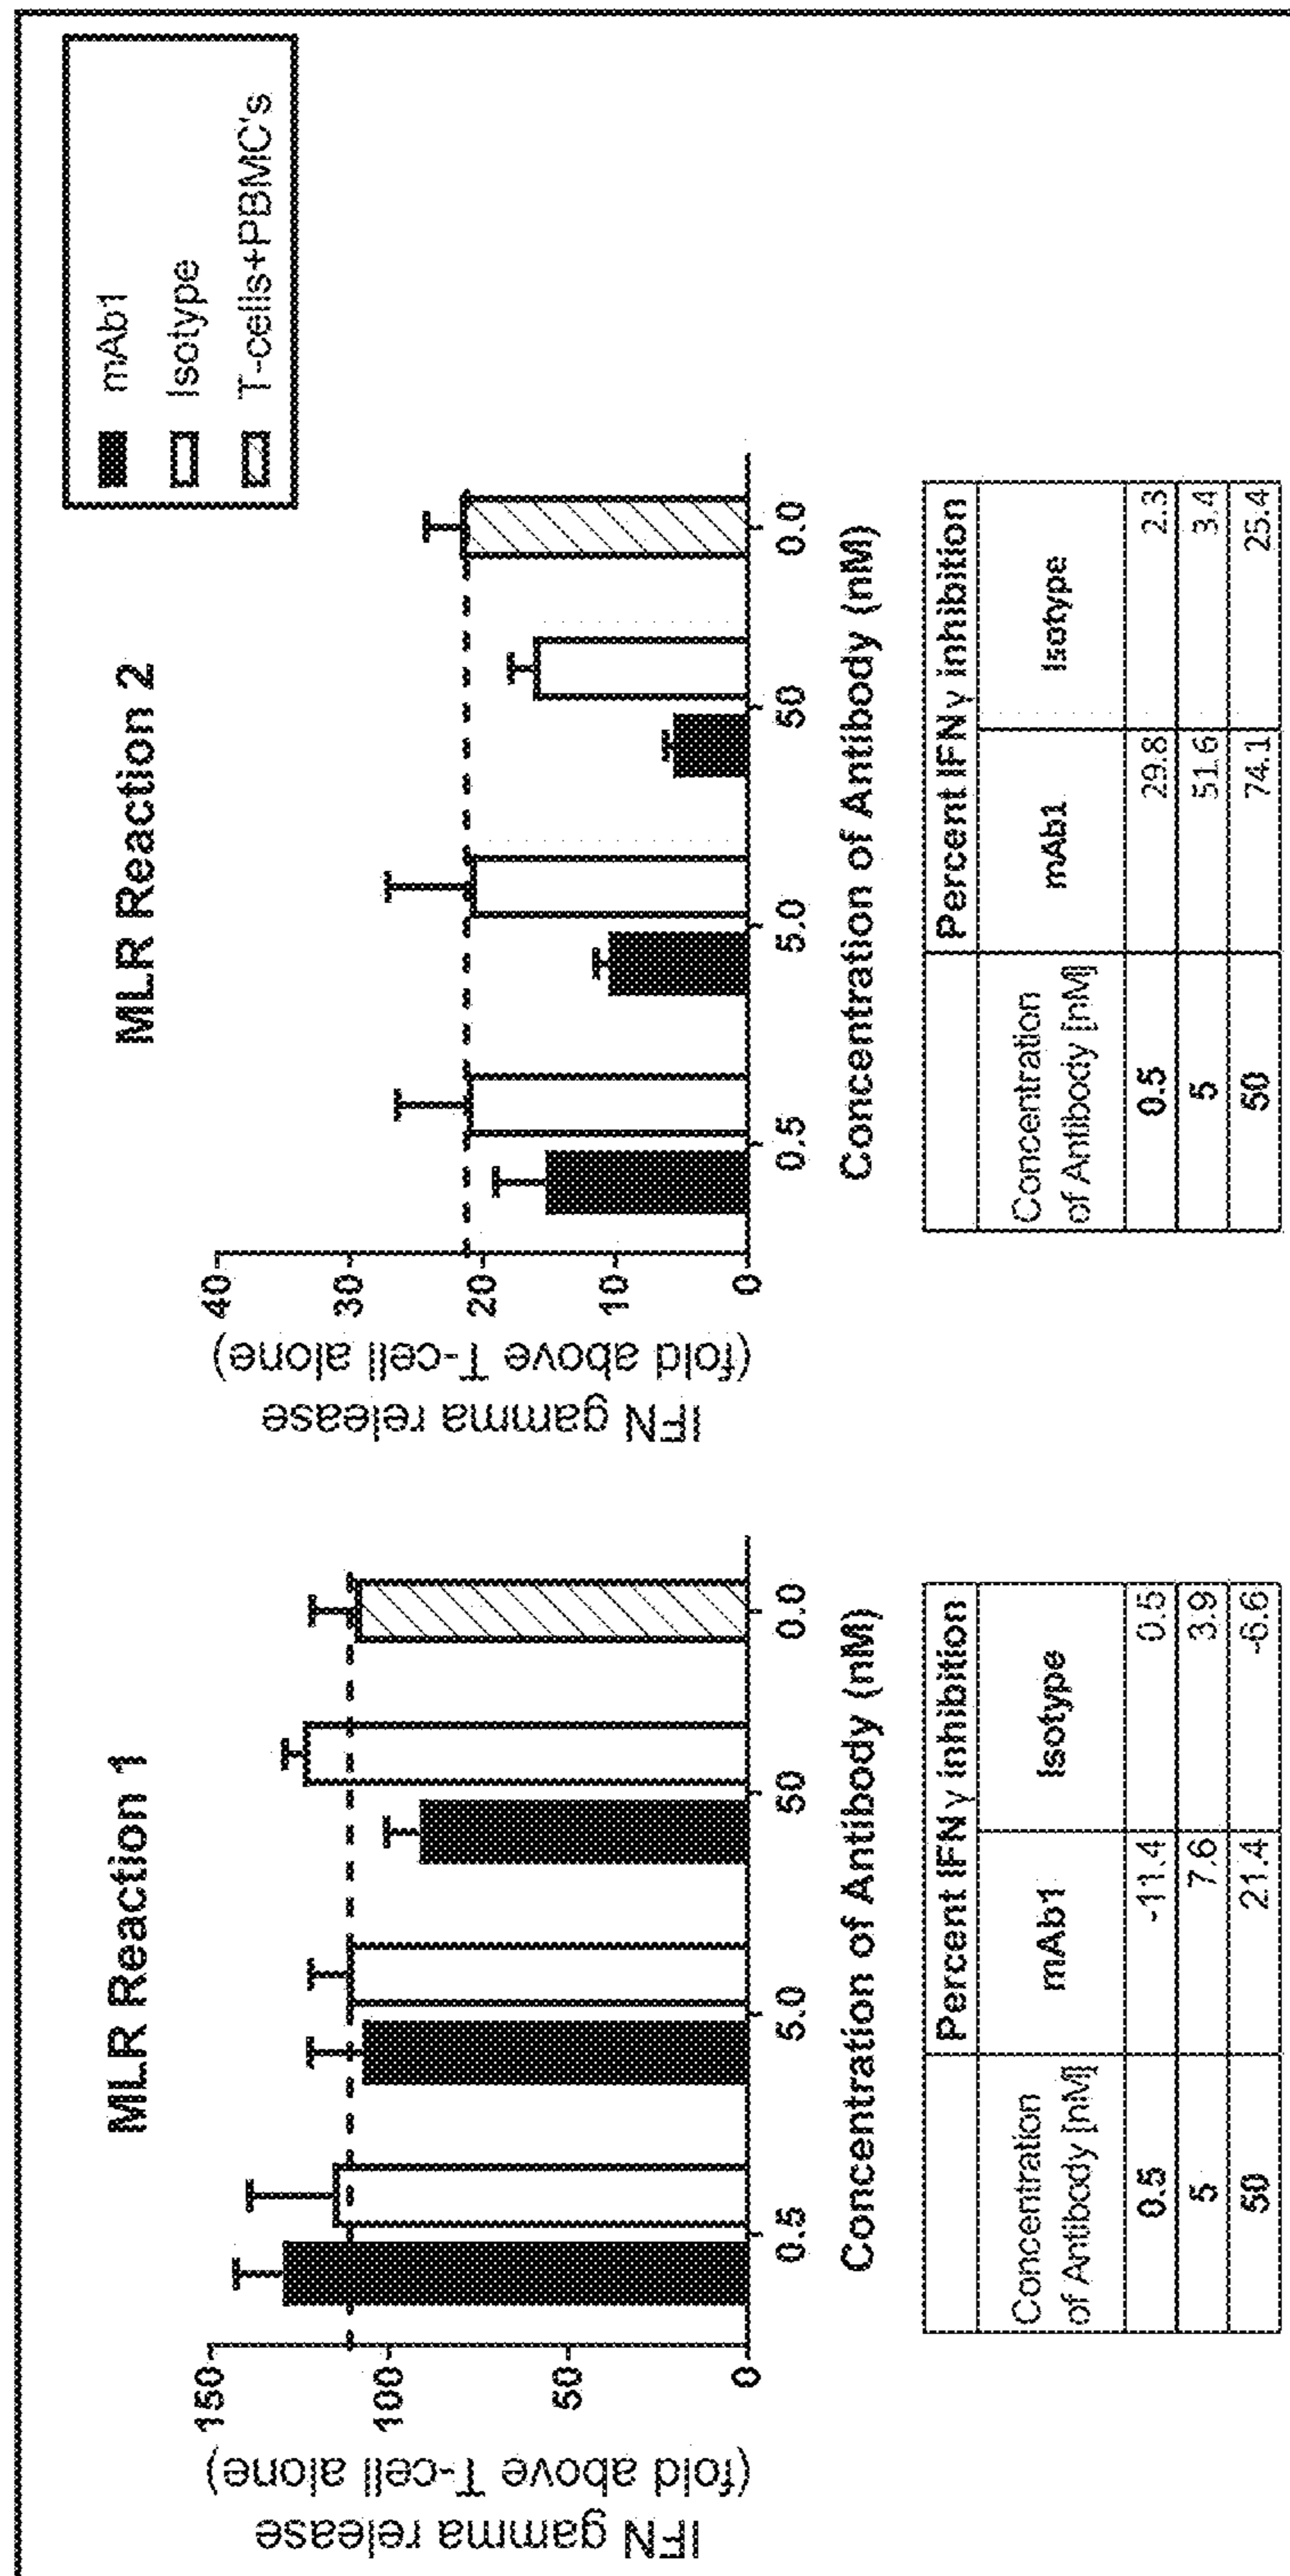 mAb1
Isotype
T-cells+PBMC's
MLR Reaction 1
IFN gamma release
(fold above T-cell alone)
150
100
50
0
0.5
5.0
50
0.0
Concentration of Antibody (nM)
Percent IFNγ inhibition
Concentration
of Antibody [nM]
mAb1
Isotype
0.5
-11.4
0.5
5
7.6
3.9
50
21.4
-6.6
MLR Reaction 2
IFN gamma release
(fold above T-cell alone)
40
30
20
10
0
0.5
5.0
50
0.0
Concentration of Antibody (nM)
Percent IFNγ inhibition
Concentration
of Antibody [nM]
mAb1
Isotype
0.5
29.8
2.3
5
51.6
3.4
50
74.1
25.4